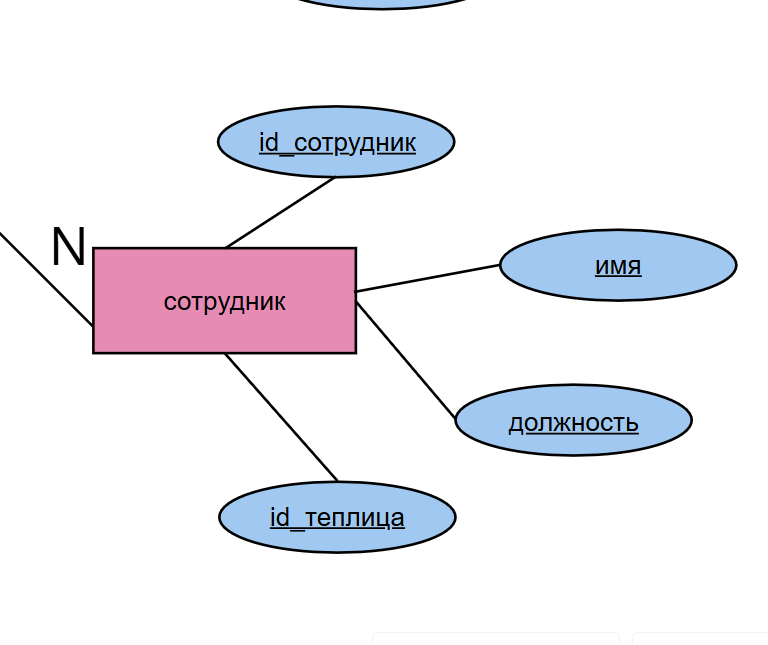 id_сотрудник
N
имя
сотрудник
должность
id_теплица